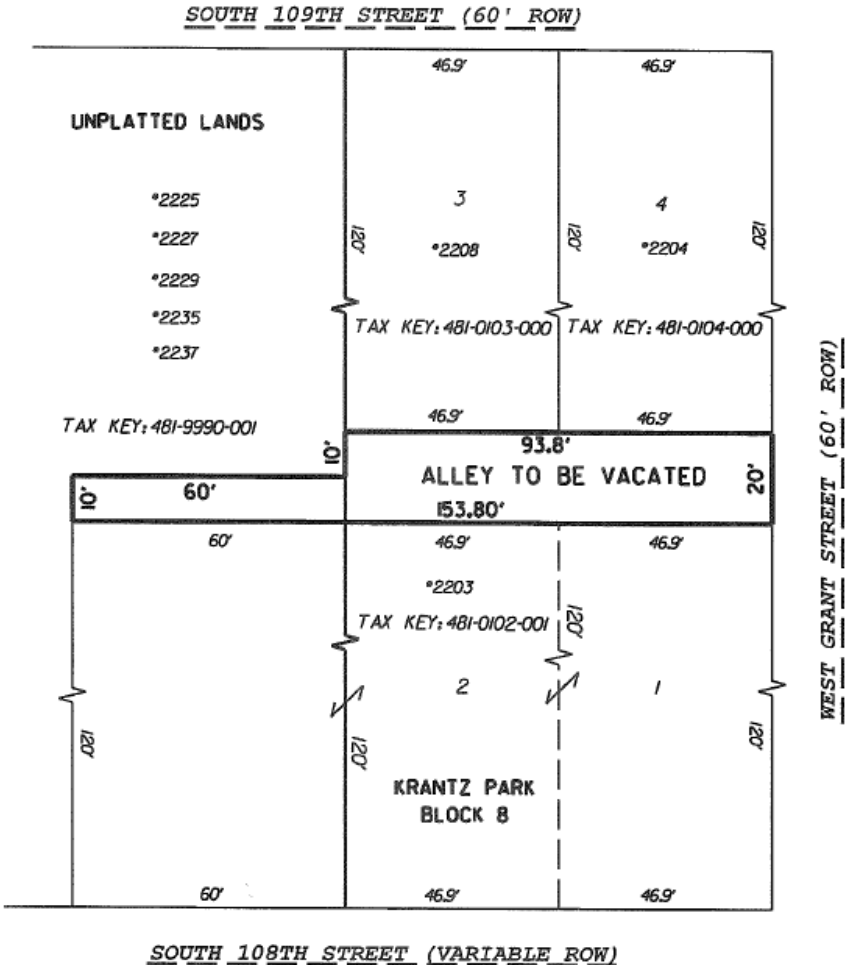 SOUTH 109TH STREET (60' ROW)
46.9' 46.9'
UNPLATTED LANDS
*2225
*2227
*2229
*2235
*2237
3
4
120' 120' 120'
*2208 *2204
TAX KEY: 481-0103-000 TAX KEY: 481-0104-000
TAX KEY: 481-9990-001
46.9' 46.9'
10'
93.8'
ALLEY TO BE VACATED
20'
10'
60'
153.80'
60' 46.9' 46.9'
*2203
TAX KEY: 481-0102-001
120'
2 1
120' 120' 120'
KRANTZ PARK
BLOCK 8
60' 46.9' 46.9'
WEST GRANT STREET (60' ROW)
SOUTH 108TH STREET (VARIABLE ROW)